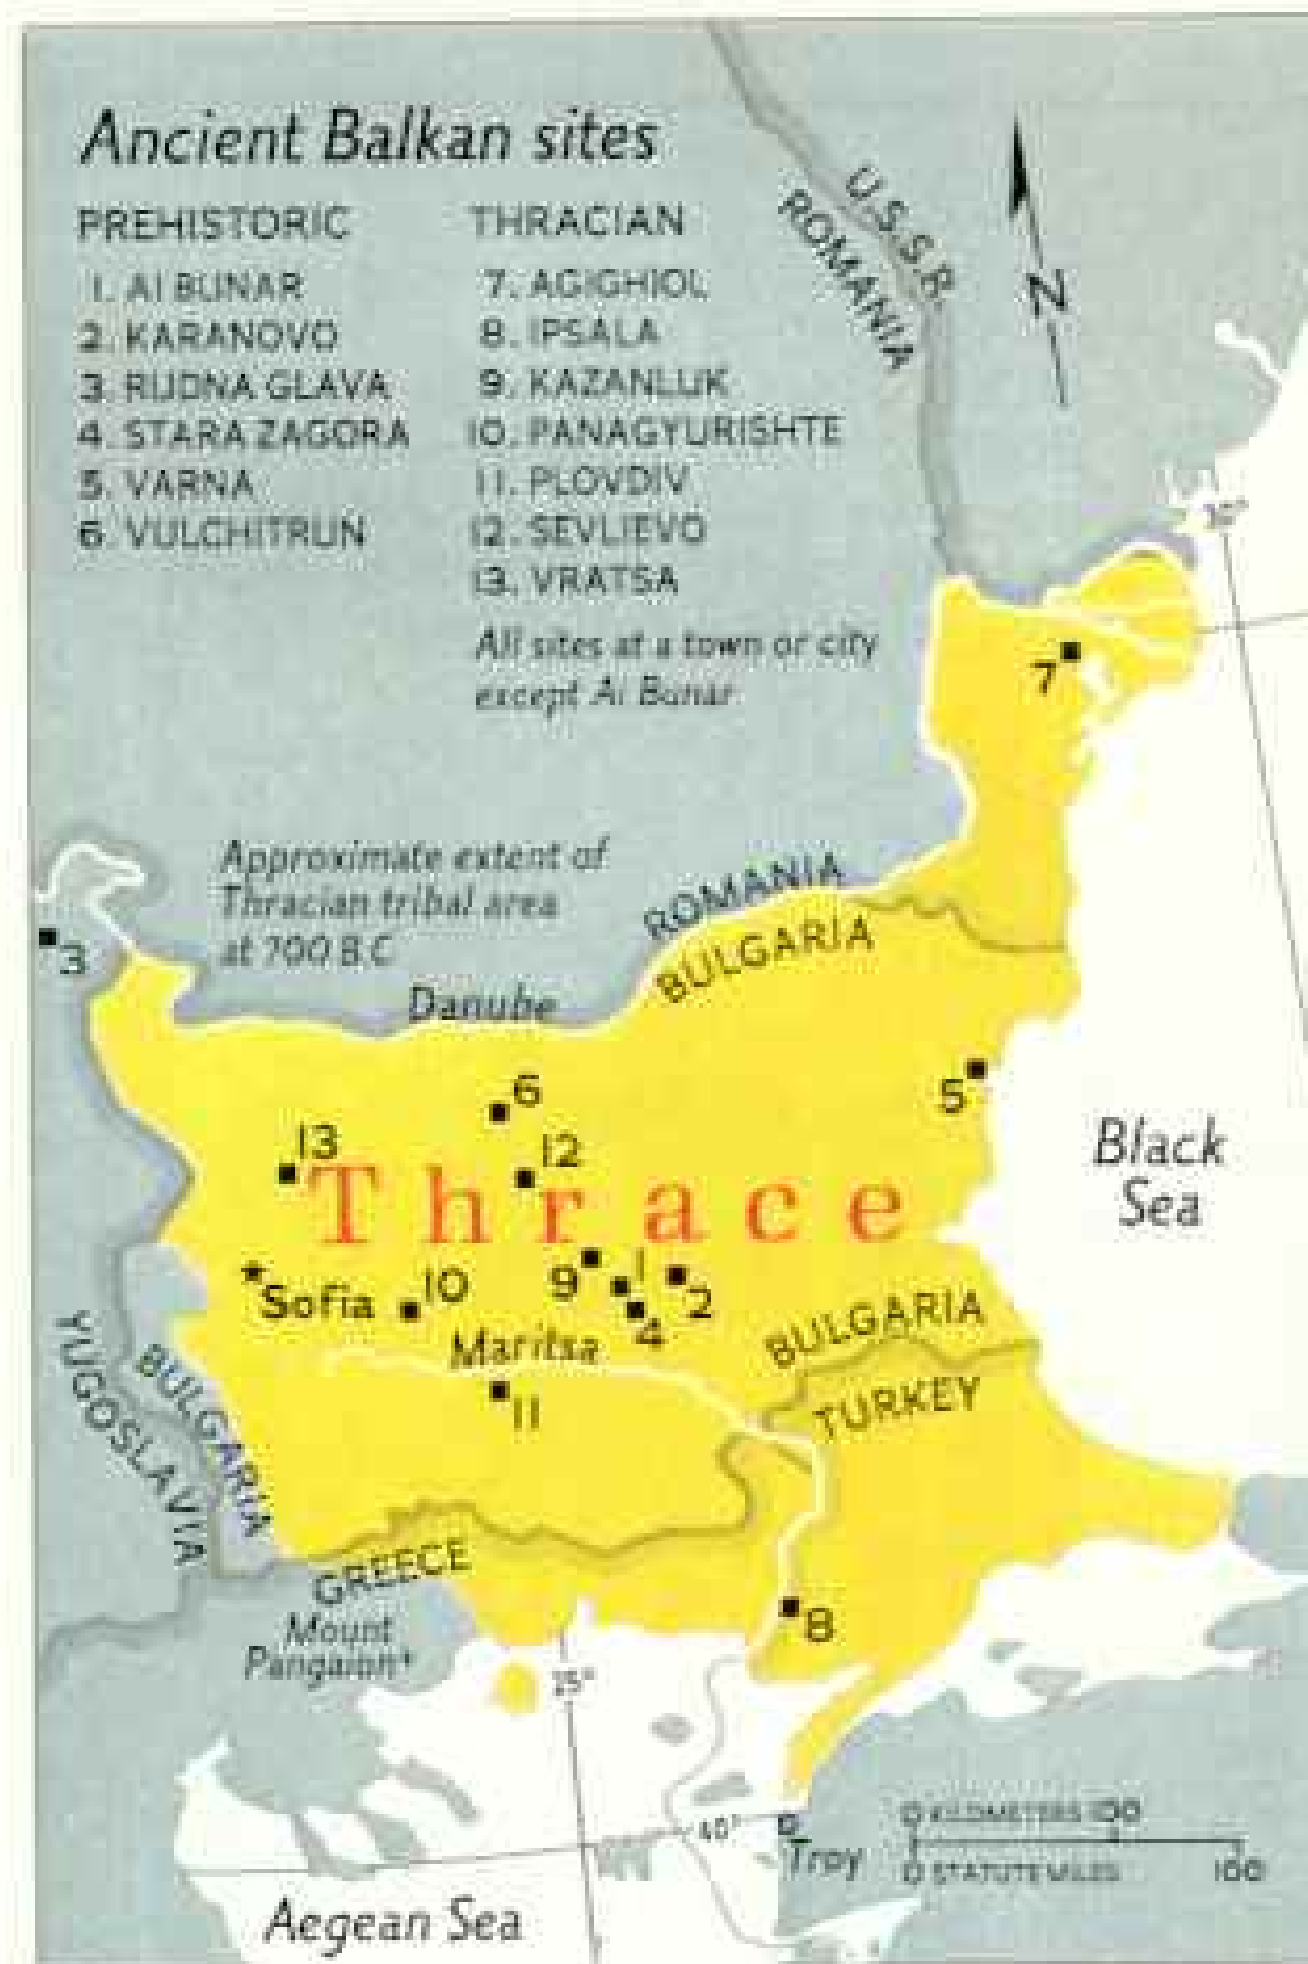 Ancient Balkan sites
PREHISTORIC
1. AI BUNAR
2. KARANOVO
3. RUDNA GLAVA
4. STARA ZAGORA
5. VARNA
6. VULCHITRUN
THRACIAN
7. AGIGHIOL
8. IPSALA
9. KAZANLUK
10. PANAGYURISHTE
11. PLOVDIV
12. SEVLIEVO
13. VRATSA
All sites at a town or city
except Ai Bunar
U.S.S.R.
ROMANIA
N
30°
7
Approximate extent of
Thracian tribal area
at 700 B.C.
3
ROMANIA
BULGARIA
Danube
6
5
13
12
Black
Sea
Thrace
Sofia
10
9
1
2
4
Maritsa
11
BULGARIA
TURKEY
YUGOSLAVIA
BULGARIA
GREECE
8
Mount
Pangaion+
25°
40°
Troy
0 KILOMETERS 100
0 STATUTE MILES 100
Aegean Sea